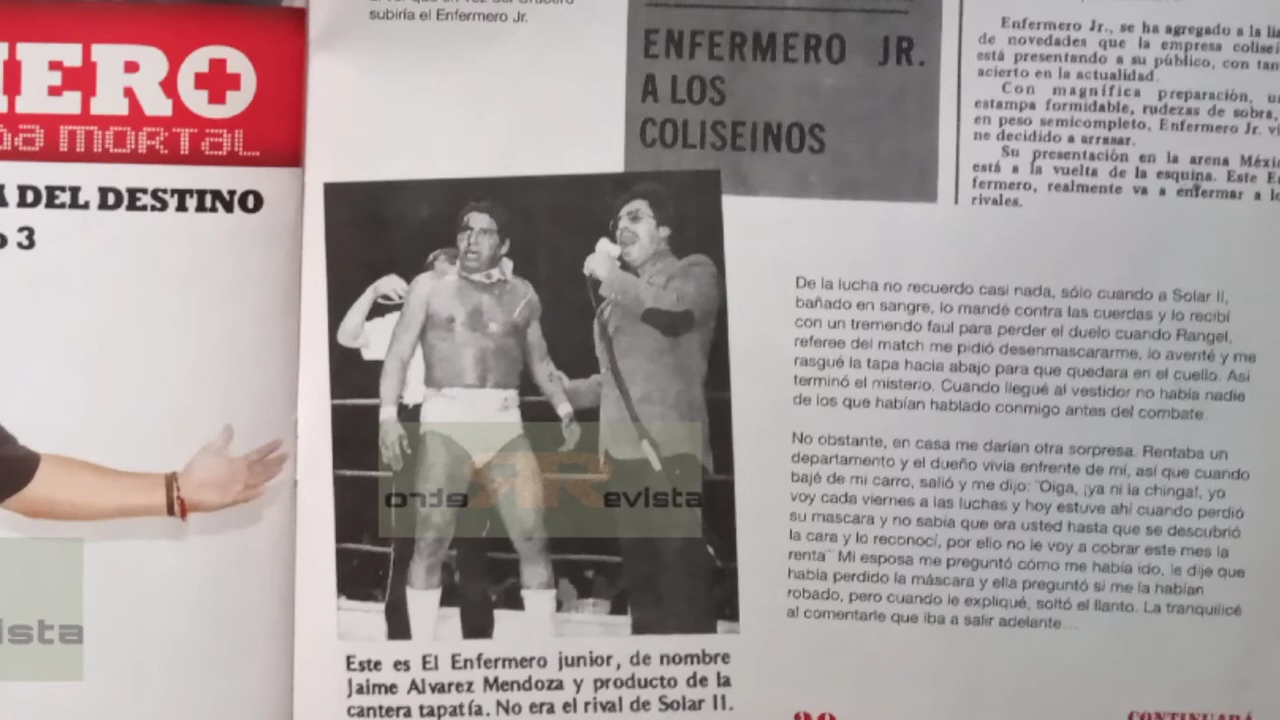 IERO
ba MORTAL
A DEL DESTINO
o 3
ista
subiría el Enfermero Jr.
ENFERMERO JR.
A LOS
COLISEINOS
Enfermero Jr., se ha agregado a la li
de novedades que la empresa colisei
está presentando a su público, con tan
acierto en la actualidad.
Con magnífica preparación, u
estampa formidable, rudezas de sobra,
en peso semicompleto, Enfermero Jr. vi
ne decidido a arrasar.
Su presentación en la arena Méxi
está a la vuelta de la esquina. Este En
fermero, realmente va a enfermar a lo
rivales.
RR
evista
Este es El Enfermero junior, de nombre
Jaime Alvarez Mendoza y producto de la
cantera tapatía. No era el rival de Solar II.
De la lucha no recuerdo casi nada, sólo cuando a Solar II,
bañado en sangre, lo mandé contra las cuerdas y lo recibí
con un tremendo faul para perder el duelo cuando Rangel,
referee del match me pidió desenmascararme, lo aventé y me
rasgué la tapa hacia abajo para que quedara en el cuello. Así
terminó el misterio. Cuando llegué al vestidor no había nadie
de los que habían hablado conmigo antes del combate.
No obstante, en casa me darían otra sorpresa. Rentaba un
departamento y el dueño vivía enfrente de mí, así que cuando
bajé de mi carro, salió y me dijo: "Oiga, ¡ya ni la chinga!, yo
voy cada viernes a las luchas y hoy estuve ahí cuando perdió
su mascara y no sabía que era usted hasta que se descubrió
la cara y lo reconocí, por ello no le voy a cobrar este mes la
renta" Mi esposa me preguntó cómo me había ido, le dije que
había perdido la máscara y ella preguntó si me la habían
robado, pero cuando le expliqué, soltó el llanto. La tranquilicé
al comentarle que iba a salir adelante...
CONTINUARÁ